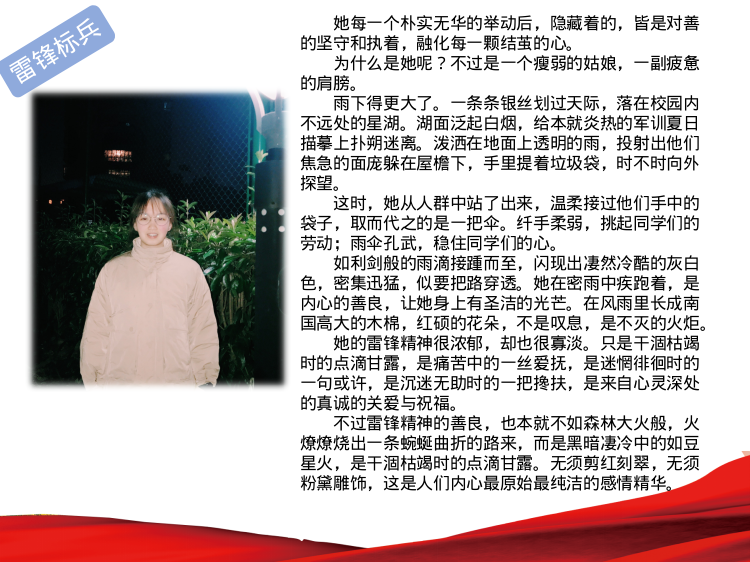 雷锋标兵
她每一个朴实无华的举动后，隐藏着的，皆是对善
的坚守和执着，融化每一颗结茧的心。
为什么是她呢？不过是一个瘦弱的姑娘，一副疲惫
的肩膀。
雨下得更大了。一条条银丝划过天际，落在校园内
不远处的星湖。湖面泛起白烟，给本就炎热的军训夏日
描摹上扑朔迷离。泼洒在地面上透明的雨，投射出他们
焦急的面庞躲在屋檐下，手里提着垃圾袋，时不时向外
探望。
这时，她从人群中站了出来，温柔接过他们手中的
袋子，取而代之的是一把伞。纤手柔弱，挑起同学们的
劳动；雨伞孔武，稳住同学们的心。
如利剑般的雨滴接踵而至，闪现出凄然冷酷的灰白
色，密集迅猛，似要把路穿透。她在密雨中疾跑着，是
内心的善良，让她身上有圣洁的光芒。在风雨里长成南
国高大的木棉，红硕的花朵，不是叹息，是不灭的火炬。
她的雷锋精神很浓郁，却也很寡淡。只是干涸枯竭
时的点滴甘露，是痛苦中的一丝爱抚，是迷惘徘徊时的
一句或许，是沉迷无助时的一把搀扶，是来自心灵深处
的真诚的关爱与祝福。
不过雷锋精神的善良，也本就不如森林大火般，火
燎燎烧出一条蜿蜒曲折的路来，而是黑暗凄冷中的如豆
星火，是干涸枯竭时的点滴甘露。无须剪红刻翠，无须
粉黛雕饰，这是人们内心最原始最纯洁的感情精华。